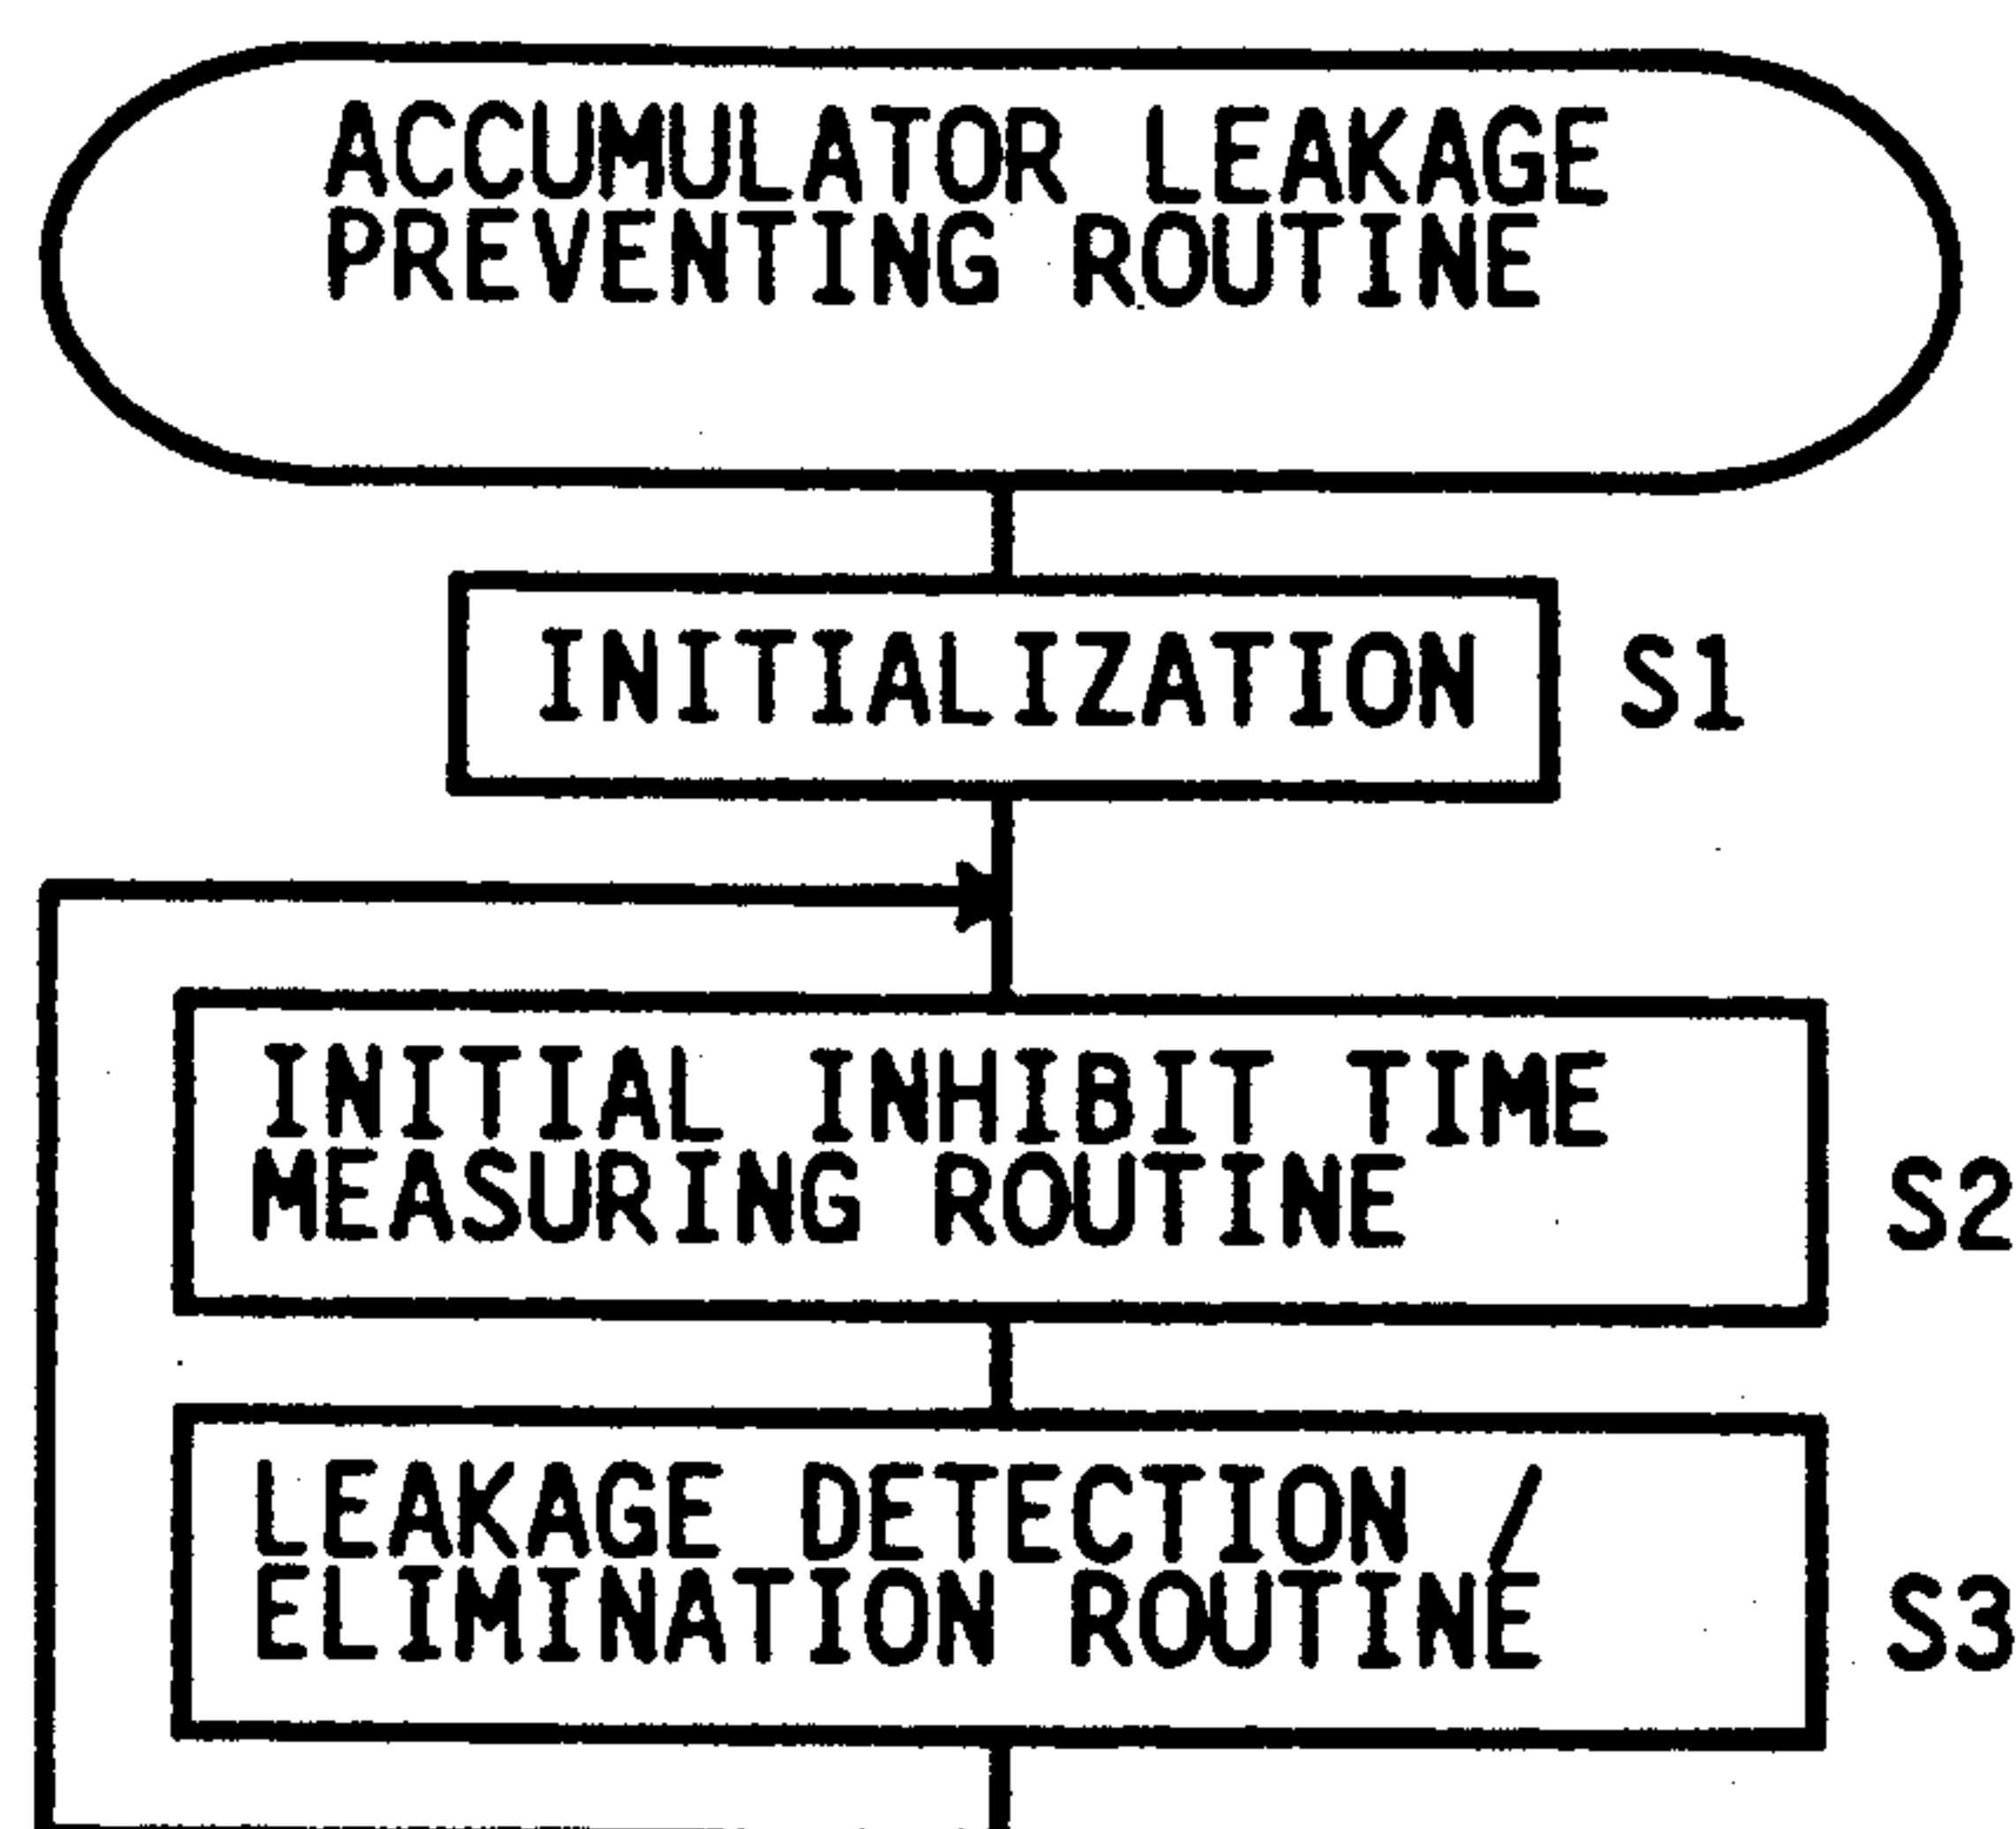 ACCUMULATOR LEAKAGE
PREVENTING ROUTINE
INITIALIZATION
S1
INITIAL INHIBIT TIME
MEASURING ROUTINE
S2
LEAKAGE DETECTION /
ELIMINATION ROUTINE
S3